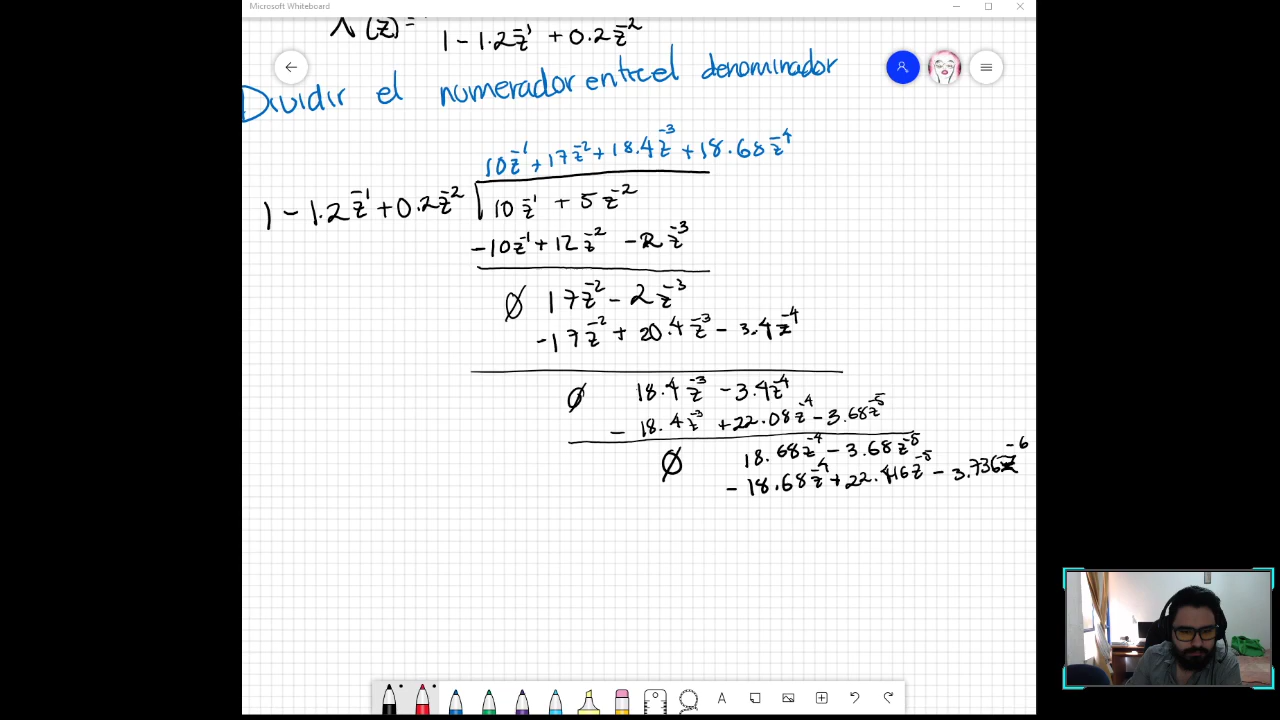 Microsoft Whiteboard
X(z) =
1 - 1.2z⁻¹ + 0.2z⁻²
Dividir el numerador entre el denominador
10z⁻¹ + 17z⁻² + 18.4z⁻³ + 18.68z⁻⁴
1 - 1.2z⁻¹ + 0.2z⁻² 10z⁻¹ + 5z⁻²
-10z⁻¹ + 12z⁻² - 2z⁻³
0 17z⁻² - 2z⁻³
-17z⁻² + 20.4z⁻³ - 3.4z⁻⁴
0 18.4z⁻³ - 3.4z⁻⁴
- 18.4z⁻³ + 22.08z⁻⁴ - 3.68z⁻⁵
0 18.68z⁻⁴ - 3.68z⁻⁵
- 18.68z⁻⁴ + 22.416z⁻⁵ - 3.736z⁻⁶